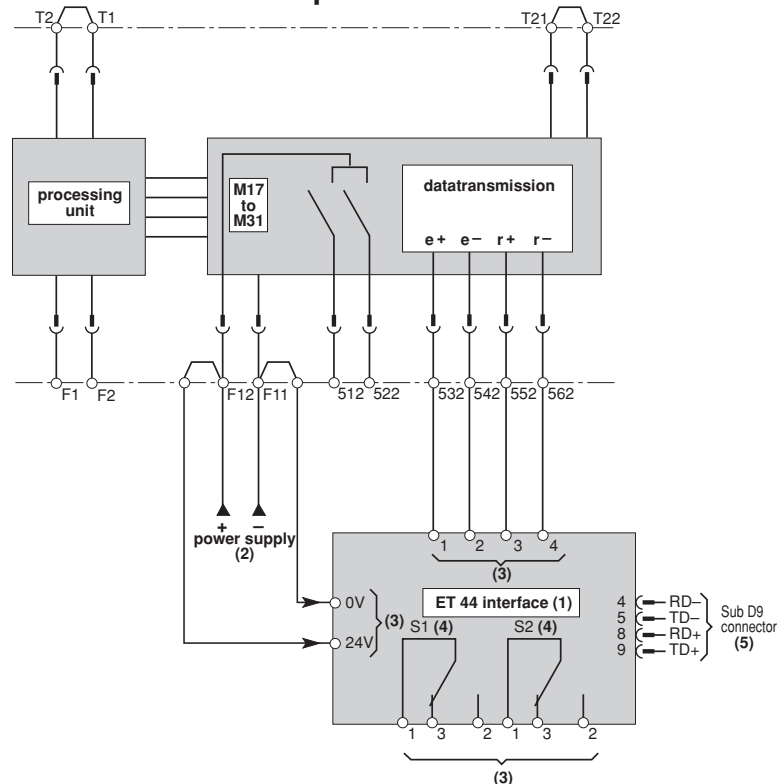 T2 T1 T21 T22
processing
unit
M17
to
M31
datatransmission
e+ e– r+ r–
F1 F2 F12 F11 512 522 532 542 552 562
+ –
power supply
(2)
1 2 3 4
(3)
0V
24V
(3)
ET 44 interface (1)
S1 (4) S2 (4)
4 RD–
5 TD–
8 RD+
9 TD+
Sub D9
connector
(5)
1 3 2 1 3 2
(3)